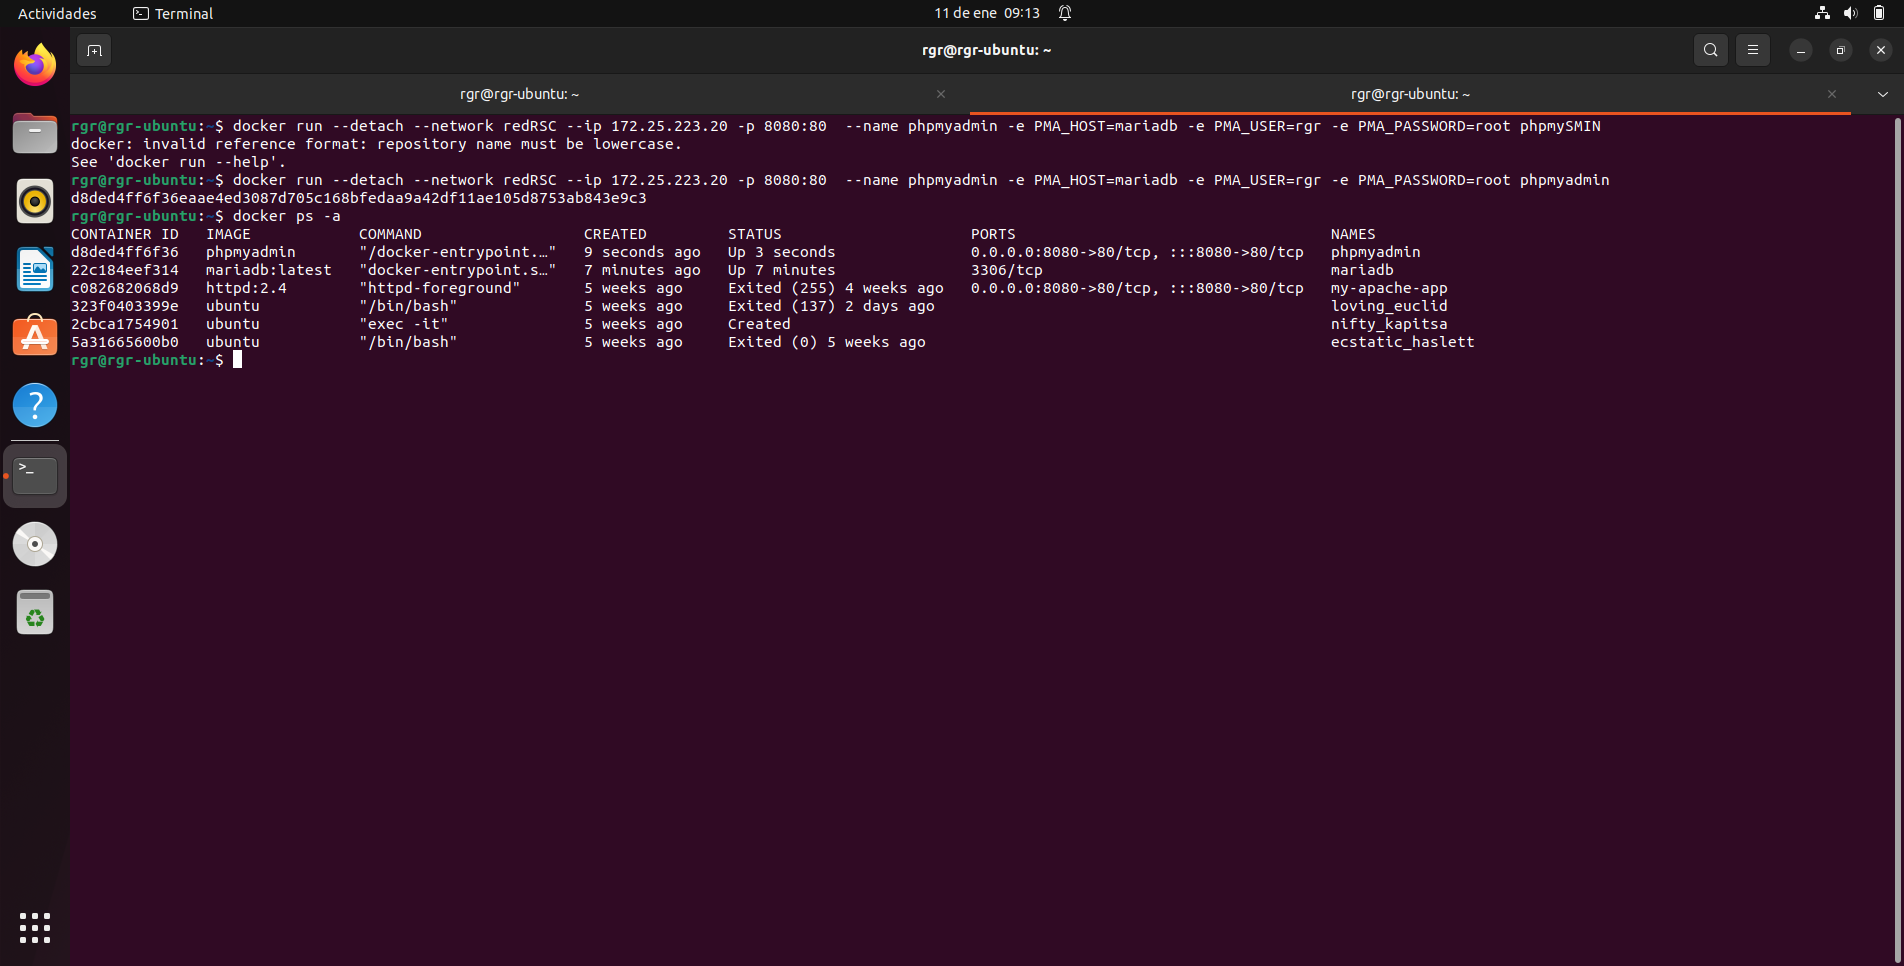 Actividades Terminal 11 de ene 09:13
rgr@rgr-ubuntu: ~
rgr@rgr-ubuntu: ~ rgr@rgr-ubuntu: ~
rgr@rgr-ubuntu:~$ docker run --detach --network redRSC --ip 172.25.223.20 -p 8080:80  --name phpmyadmin -e PMA_HOST=mariadb -e PMA_USER=rgr -e PMA_PASSWORD=root phpmySMIN
docker: invalid reference format: repository name must be lowercase.
See 'docker run --help'.
rgr@rgr-ubuntu:~$ docker run --detach --network redRSC --ip 172.25.223.20 -p 8080:80  --name phpmyadmin -e PMA_HOST=mariadb -e PMA_USER=rgr -e PMA_PASSWORD=root phpmyadmin
d8ded4ff6f36eaae4ed3087d705c168bfedaa9a42df11ae105d8753ab843e9c3
rgr@rgr-ubuntu:~$ docker ps -a
CONTAINER ID   IMAGE            COMMAND                  CREATED         STATUS                     PORTS                                   NAMES
d8ded4ff6f36   phpmyadmin       "/docker-entrypoint.…"   9 seconds ago   Up 3 seconds               0.0.0.0:8080->80/tcp, :::8080->80/tcp   phpmyadmin
22c184eef314   mariadb:latest   "docker-entrypoint.s…"   7 minutes ago   Up 7 minutes               3306/tcp                                mariadb
c082682068d9   httpd:2.4        "httpd-foreground"       5 weeks ago     Exited (255) 4 weeks ago   0.0.0.0:8080->80/tcp, :::8080->80/tcp   my-apache-app
323f0403399e   ubuntu           "/bin/bash"              5 weeks ago     Exited (137) 2 days ago                                            loving_euclid
2cbca1754901   ubuntu           "exec -it"               5 weeks ago     Created                                                            nifty_kapitsa
5a31665600b0   ubuntu           "/bin/bash"              5 weeks ago     Exited (0) 5 weeks ago                                             ecstatic_haslett
rgr@rgr-ubuntu:~$